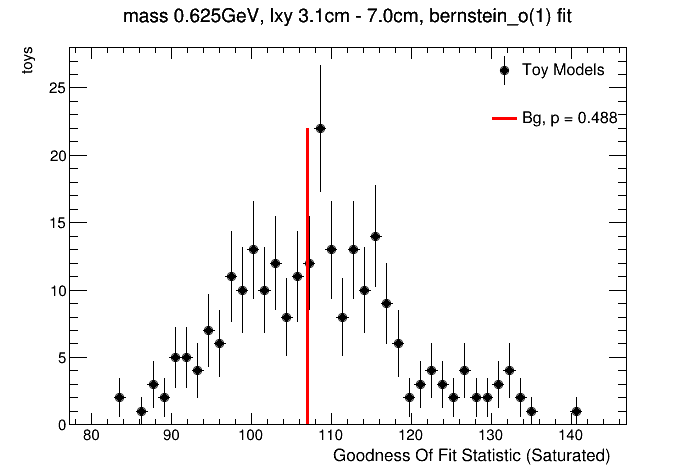 mass 0.625GeV, lxy 3.1cm - 7.0cm, bernstein_o(1) fit
toys
Toy Models
Bg, p = 0.488
25
20
15
10
5
0
80 90 100 110 120 130 140
Goodness Of Fit Statistic (Saturated)